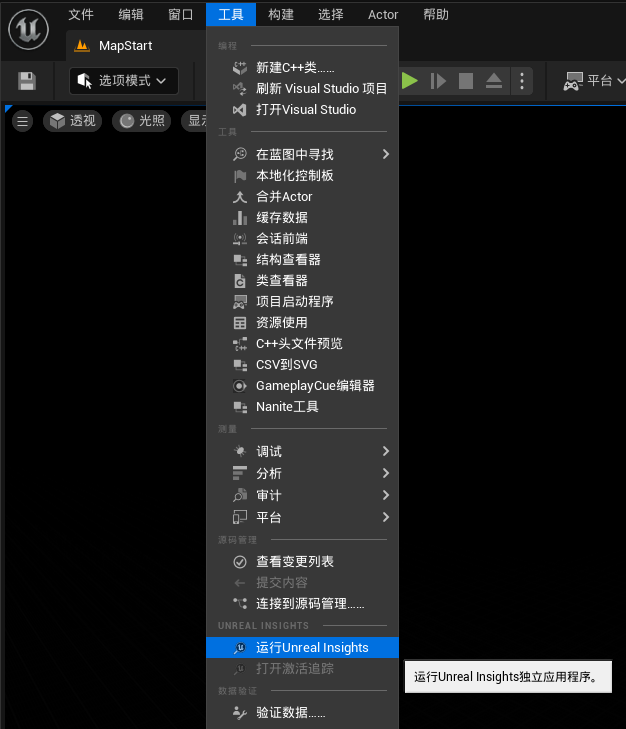 文件 编辑 窗口 工具 构建 选择 Actor 帮助
MapStart
选项模式
平台
透视 光照 显示
编程
新建C++类……
刷新 Visual Studio 项目
打开Visual Studio
工具
在蓝图中寻找
本地化控制板
合并Actor
缓存数据
会话前端
结构查看器
类查看器
项目启动程序
资源使用
C++头文件预览
CSV到SVG
GameplayCue编辑器
Nanite工具
测量
调试
分析
审计
平台
源码管理
查看变更列表
提交内容
连接到源码管理……
UNREAL INSIGHTS
运行Unreal Insights
打开激活追踪
运行Unreal Insights独立应用程序。
数据验证
验证数据……